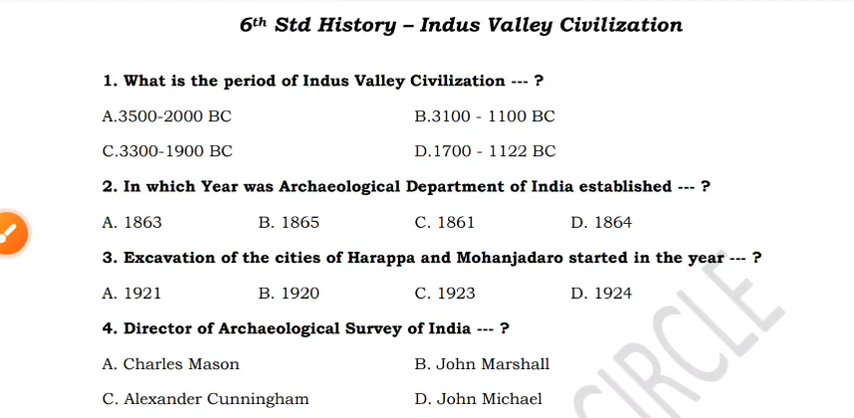 6th Std History – Indus Valley Civilization
1. What is the period of Indus Valley Civilization --- ?
A.3500-2000 BC B.3100 - 1100 BC
C.3300-1900 BC D.1700 - 1122 BC
2. In which Year was Archaeological Department of India established --- ?
A. 1863 B. 1865 C. 1861 D. 1864
3. Excavation of the cities of Harappa and Mohanjadaro started in the year --- ?
A. 1921 B. 1920 C. 1923 D. 1924
4. Director of Archaeological Survey of India --- ?
A. Charles Mason B. John Marshall
C. Alexander Cunningham D. John Michael
CIRCLE